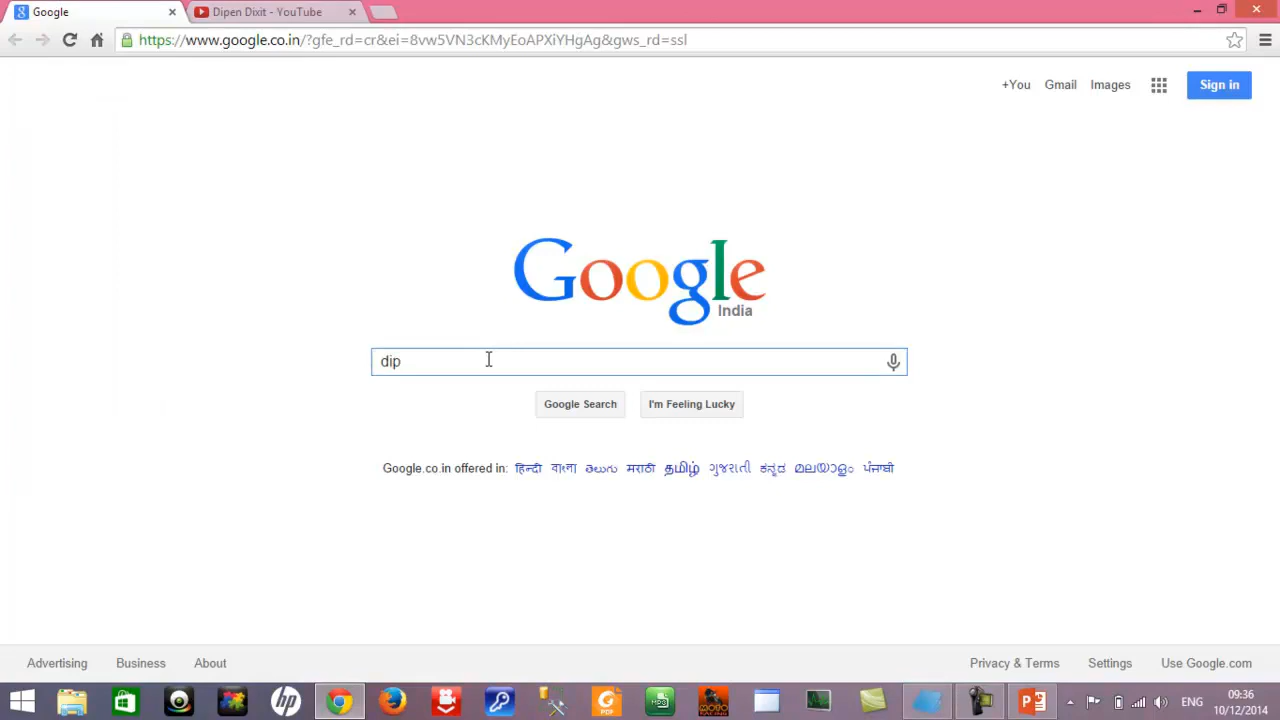 Google
Dipen Dixit - YouTube
https://www.google.co.in/?gfe_rd=cr&ei=8vw5VN3cKMyEoAPXiYHgAg&gws_rd=ssl
+You Gmail Images Sign in
Google
India
dip
Google Search I'm Feeling Lucky
Google.co.in offered in: हिन्दी বাংলা తెలుగు मराठी தமிழ் ગુજરાતી ಕನ್ನಡ മലയാളം ਪੰਜਾਬੀ
Advertising Business About Privacy & Terms Settings Use Google.com
hp PDF ENG 09:36
10/12/2014